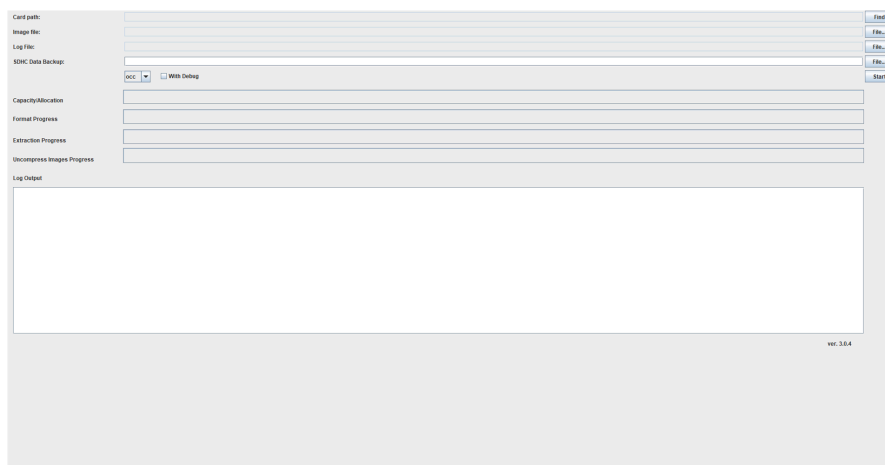 Card path: Find
Image file: File...
Log File: File...
SDHC Data Backup: File...
occ With Debug Start
Capacity/Allocation
Format Progress
Extraction Progress
Uncompress Images Progress
Log Output
ver. 3.0.4